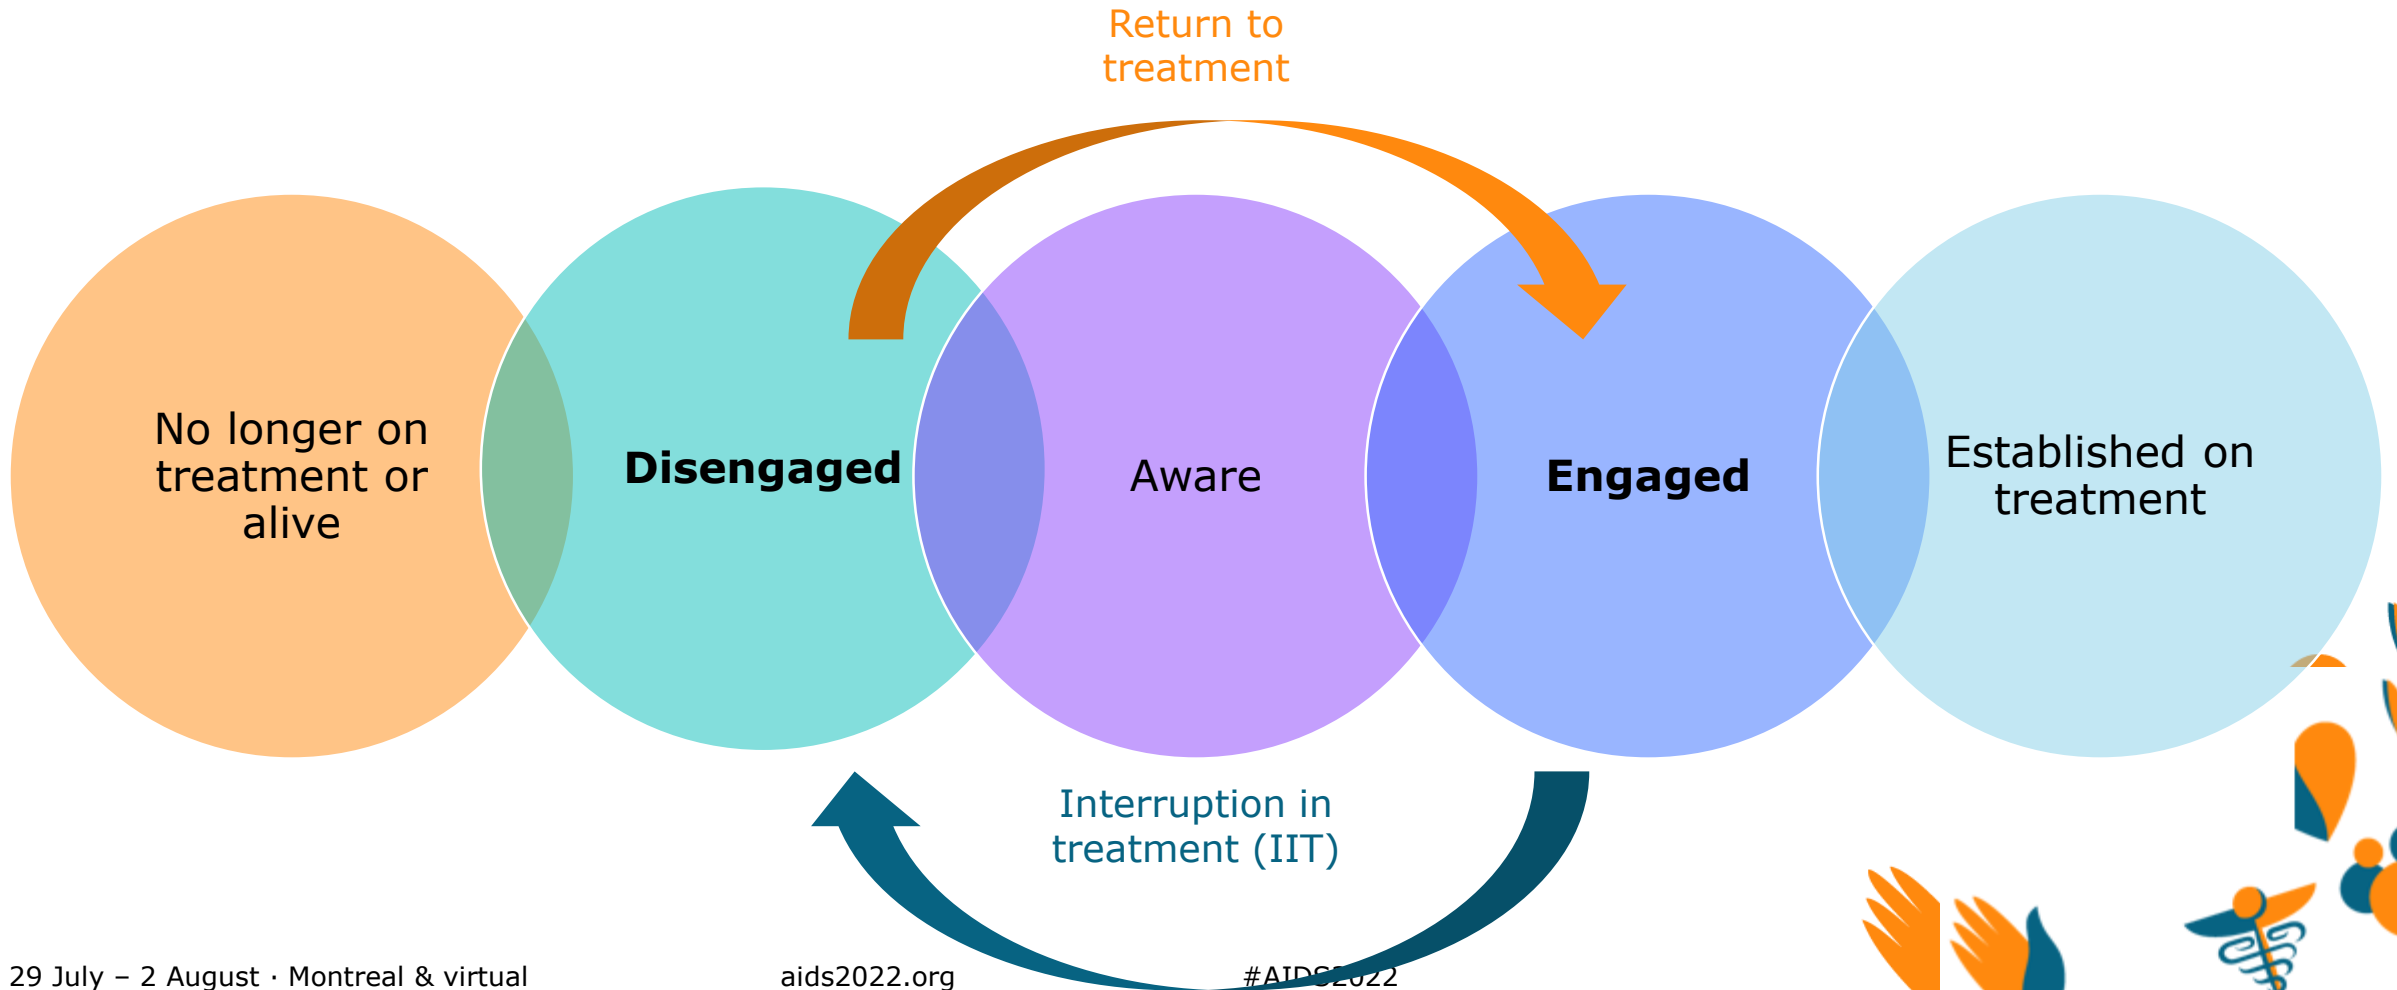 Return to
treatment
No longer on
treatment or
alive
Disengaged
Aware
Engaged
Established on
treatment
Interruption in
treatment (IIT)
29 July – 2 August · Montreal & virtual
aids2022.org
#AIDS2022